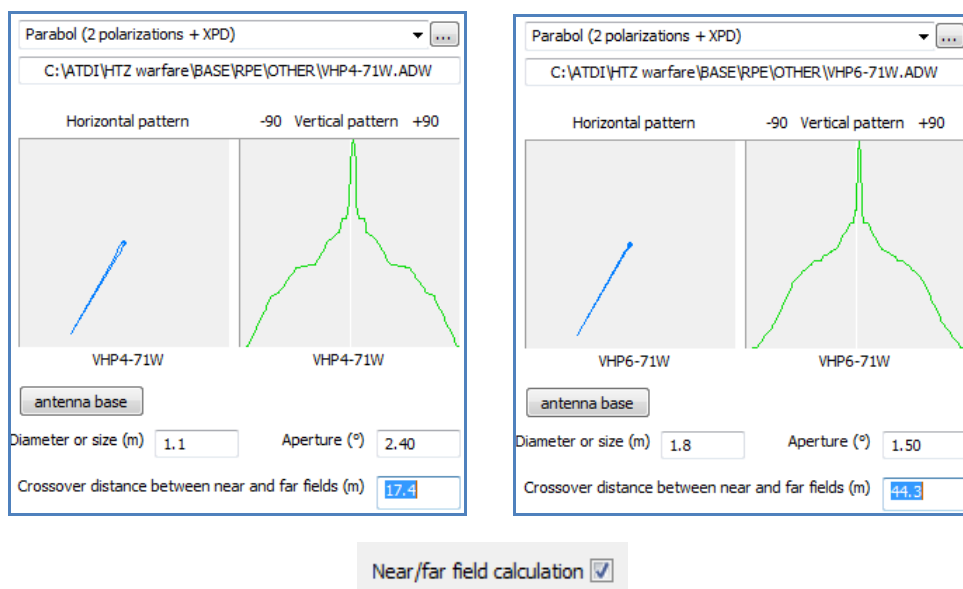 Parabol (2 polarizations + XPD) ...
C:\ATDI\HTZ warfare\BASE\RPE\OTHER\VHP4-71W.ADW
Horizontal pattern -90 Vertical pattern +90
VHP4-71W VHP4-71W
antenna base
Diameter or size (m) 1.1 Aperture (°) 2.40
Crossover distance between near and far fields (m) 17.4
Parabol (2 polarizations + XPD) ...
C:\ATDI\HTZ warfare\BASE\RPE\OTHER\VHP6-71W.ADW
Horizontal pattern -90 Vertical pattern +90
VHP6-71W VHP6-71W
antenna base
Diameter or size (m) 1.8 Aperture (°) 1.50
Crossover distance between near and far fields (m) 44.3
Near/far field calculation